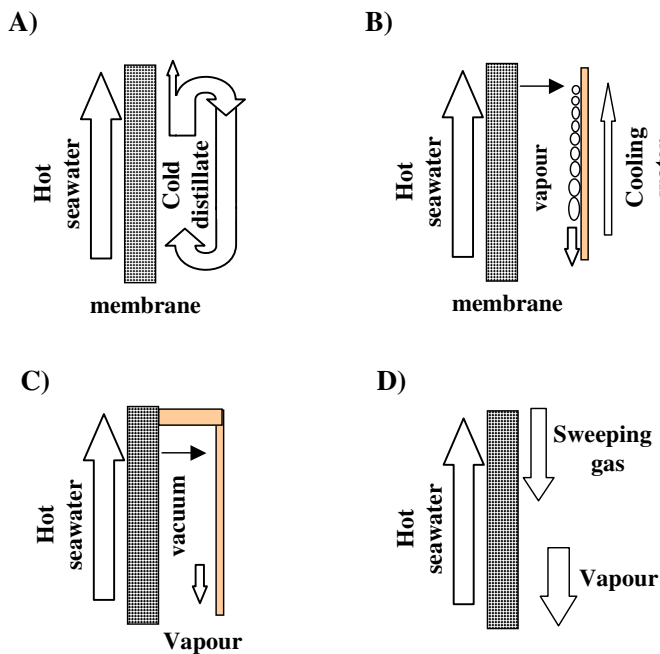 A)
Hot
seawater
Cold
distillate
membrane
B)
Hot
seawater
vapour
Cooling
membrane
C)
Hot
seawater
vacuum
Vapour
D)
Hot
seawater
Sweeping
gas
Vapour